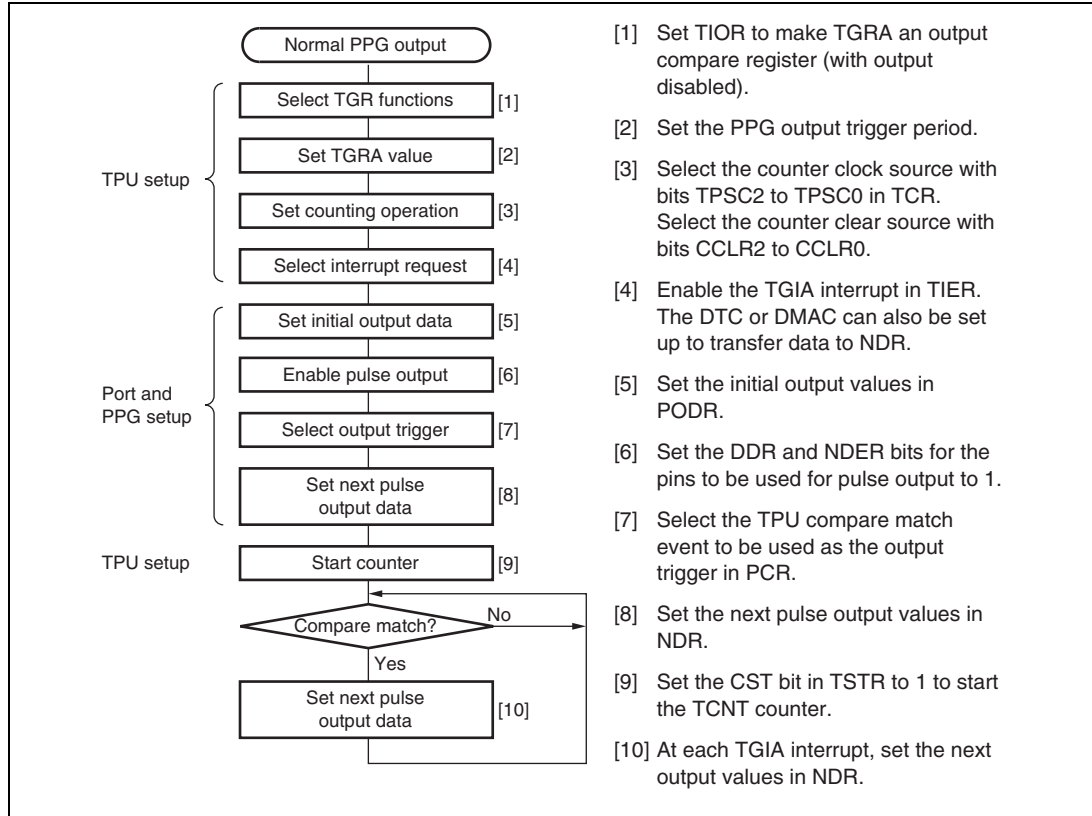 Normal PPG output
Select TGR functions [1]
Set TGRA value [2]
TPU setup
Set counting operation [3]
Select interrupt request [4]
Set initial output data [5]
Enable pulse output [6]
Port and
PPG setup
Select output trigger [7]
Set next pulse
output data
[8]
TPU setup
Start counter [9]
Compare match?
No
Yes
Set next pulse
output data
[10]
[1] Set TIOR to make TGRA an output
compare register (with output
disabled).
[2] Set the PPG output trigger period.
[3] Select the counter clock source with
bits TPSC2 to TPSC0 in TCR.
Select the counter clear source with
bits CCLR2 to CCLR0.
[4] Enable the TGIA interrupt in TIER.
The DTC or DMAC can also be set
up to transfer data to NDR.
[5] Set the initial output values in
PODR.
[6] Set the DDR and NDER bits for the
pins to be used for pulse output to 1.
[7] Select the TPU compare match
event to be used as the output
trigger in PCR.
[8] Set the next pulse output values in
NDR.
[9] Set the CST bit in TSTR to 1 to start
the TCNT counter.
[10] At each TGIA interrupt, set the next
output values in NDR.